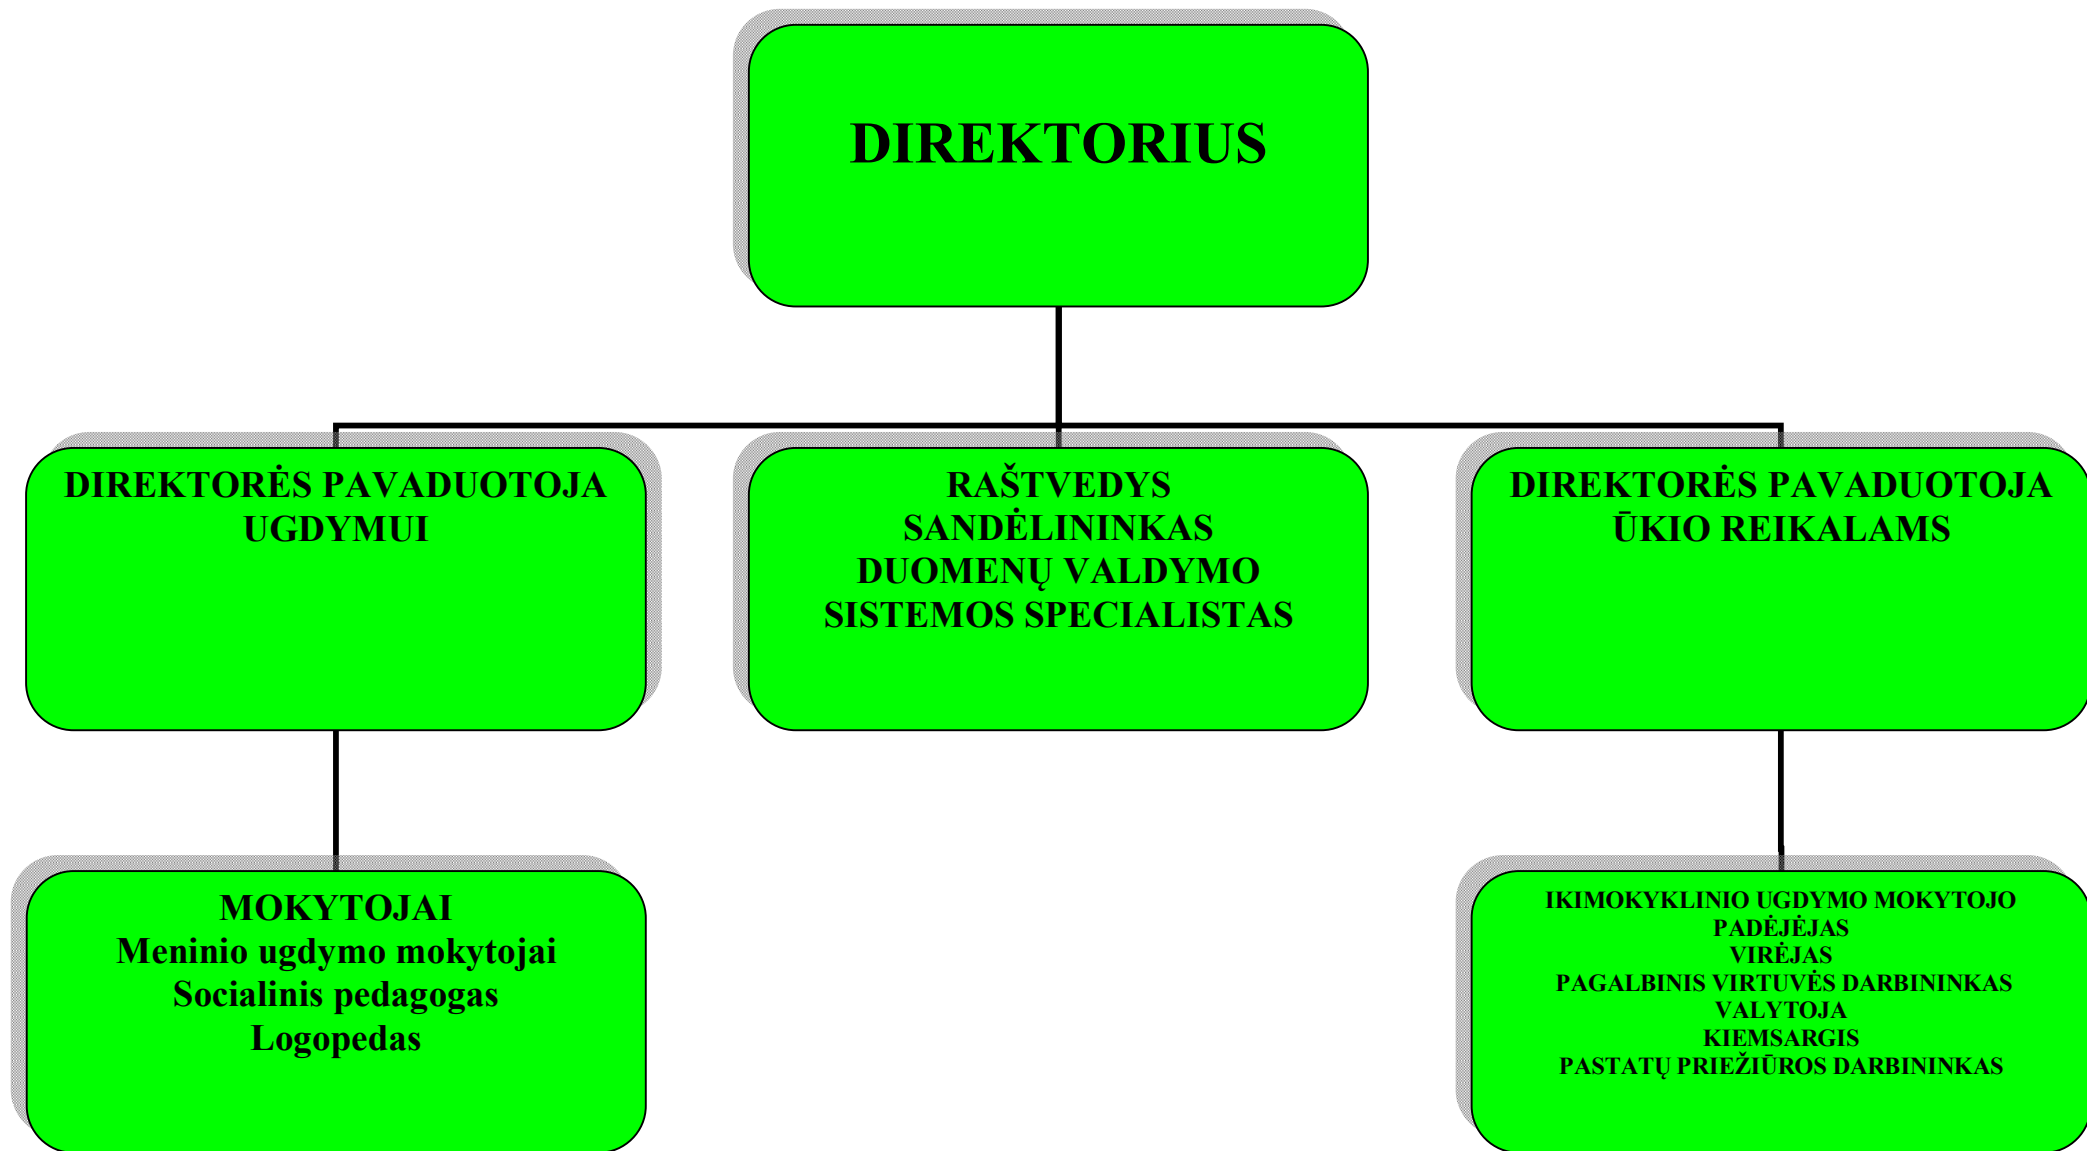 DIREKTORIUS
DIREKTORĖS PAVADUOTOJA
UGDYMUI
RAŠTVEDYS
SANDĖLININKAS
DUOMENŲ VALDYMO
SISTEMOS SPECIALISTAS
DIREKTORĖS PAVADUOTOJA
ŪKIO REIKALAMS
MOKYTOJAI
Meninio ugdymo mokytojai
Socialinis pedagogas
Logopedas
IKIMOKYKLINIO UGDYMO MOKYTOJO
PADĖJĖJAS
VIRĖJAS
PAGALBINIS VIRTUVĖS DARBININKAS
VALYTOJA
KIEMSARGIS
PASTATŲ PRIEŽIŪROS DARBININKAS